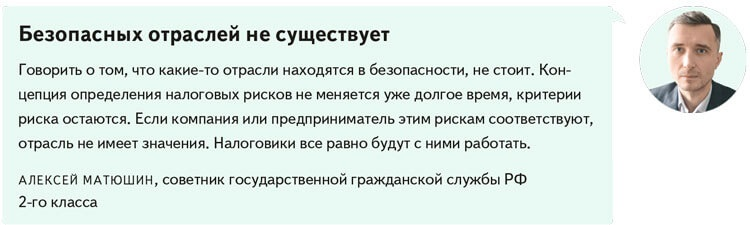 Безопасных отраслей не существует
Говорить о том, что какие-то отрасли находятся в безопасности, не стоит. Кон-
цепция определения налоговых рисков не меняется уже долгое время, критерии
риска остаются. Если компания или предприниматель этим рискам соответствуют,
отрасль не имеет значения. Налоговики все равно будут с ними работать.
АЛЕКСЕЙ МАТЮШИН, советник государственной гражданской службы РФ
2-го класса